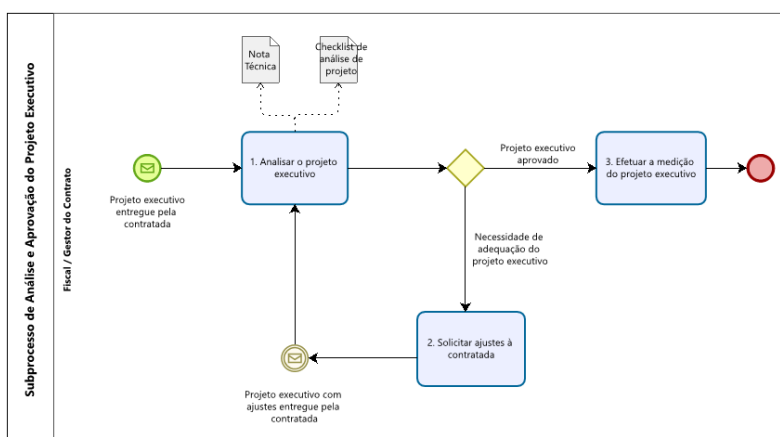 Subprocesso de Análise e Aprovação do Projeto Executivo
Fiscal / Gestor do Contrato
Nota
Técnica
Checklist de
análise de
projeto
Projeto executivo
entregue pela
contratada
1. Analisar o projeto
executivo
Projeto executivo
aprovado
3. Efetuar a medição
do projeto executivo
Necessidade de
adequação do
projeto executivo
2. Solicitar ajustes à
contratada
Projeto executivo com
ajustes entregue pela
contratada